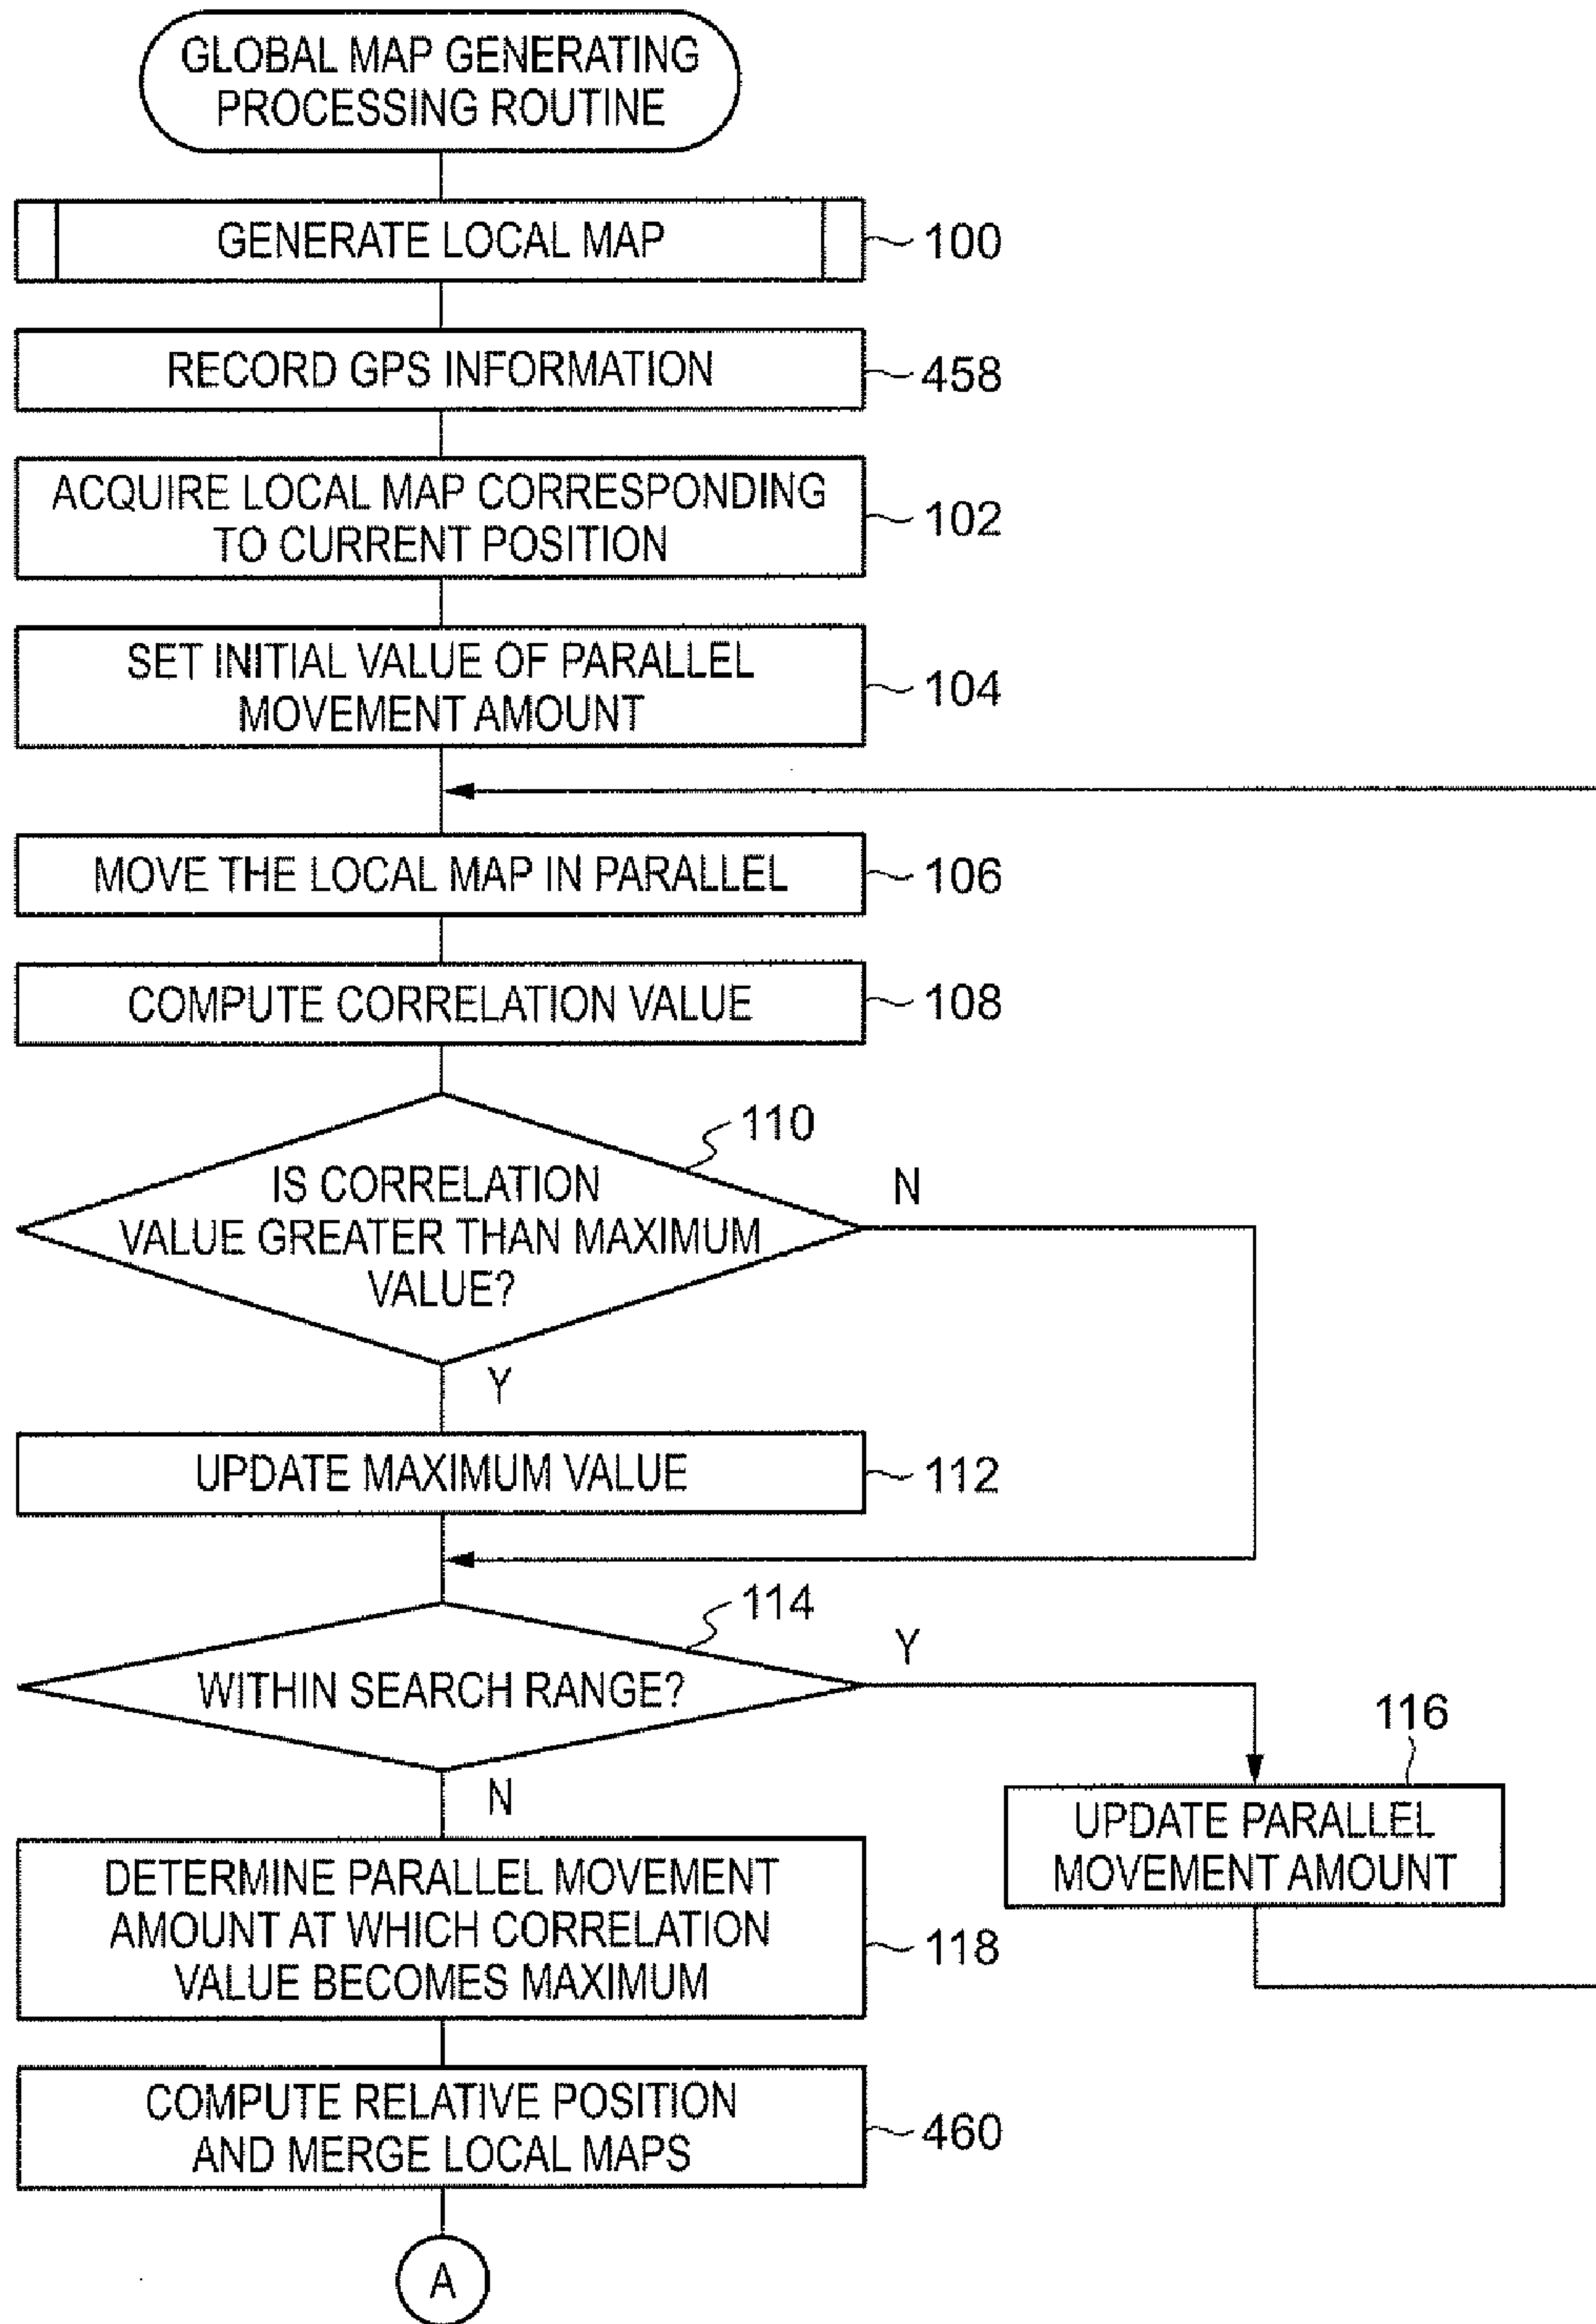 GLOBAL MAP GENERATING
PROCESSING ROUTINE
GENERATE LOCAL MAP
100
RECORD GPS INFORMATION
458
ACQUIRE LOCAL MAP CORRESPONDING
TO CURRENT POSITION
102
SET INITIAL VALUE OF PARALLEL
MOVEMENT AMOUNT
104
MOVE THE LOCAL MAP IN PARALLEL
106
COMPUTE CORRELATION VALUE
108
110
IS CORRELATION
VALUE GREATER THAN MAXIMUM
VALUE?
N
Y
UPDATE MAXIMUM VALUE
112
114
WITHIN SEARCH RANGE?
Y
N
116
UPDATE PARALLEL
MOVEMENT AMOUNT
DETERMINE PARALLEL MOVEMENT
AMOUNT AT WHICH CORRELATION
VALUE BECOMES MAXIMUM
118
COMPUTE RELATIVE POSITION
AND MERGE LOCAL MAPS
460
A